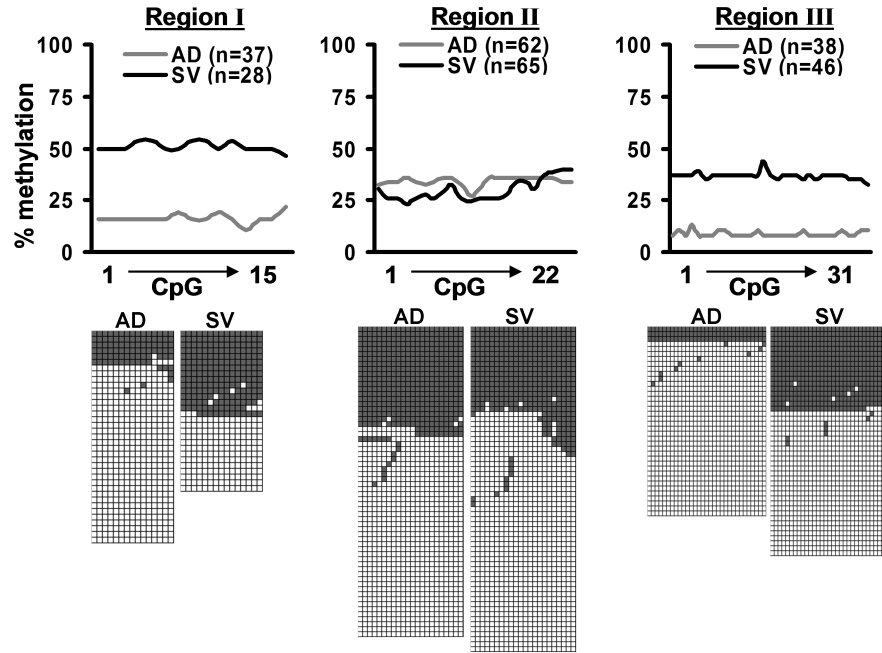 Region I
100
75
50
25
0
% methylation
AD (n=37)
SV (n=28)
1 15
CpG
AD SV
Region II
100
75
50
25
0
AD (n=62)
SV (n=65)
1 22
CpG
AD SV
Region III
100
75
50
25
0
AD (n=38)
SV (n=46)
1 31
CpG
AD SV